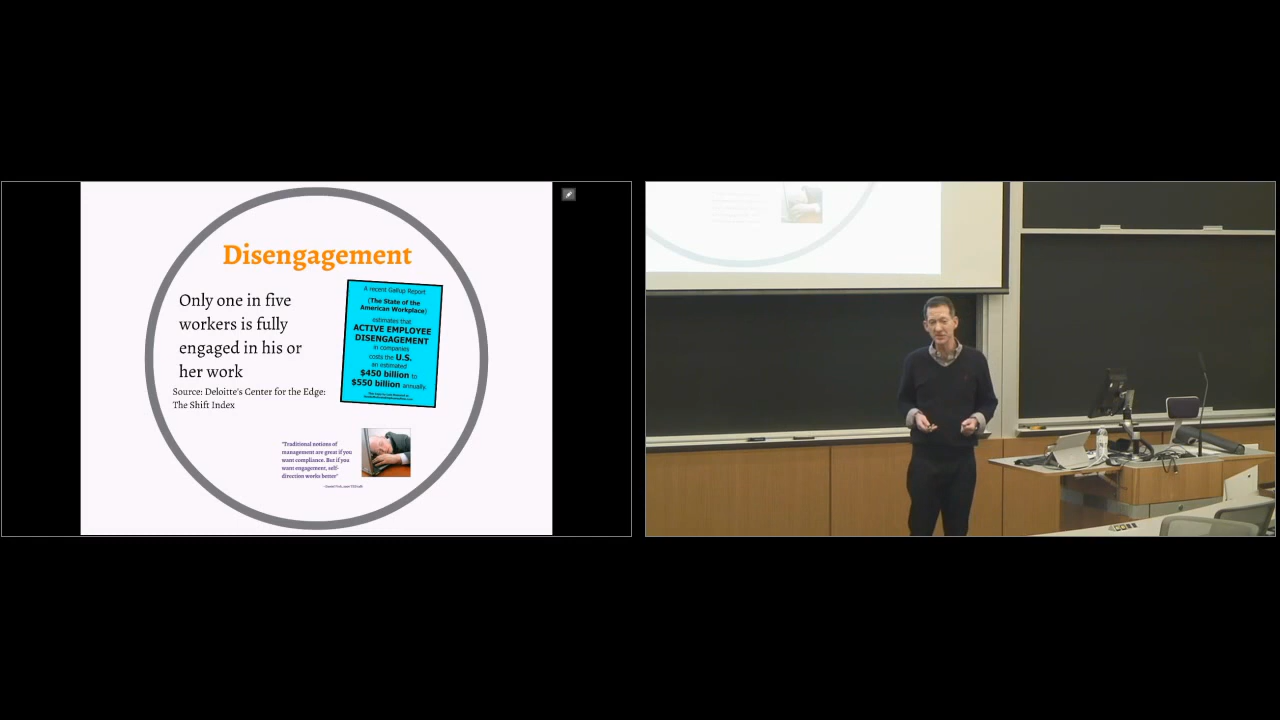 Disengagement
Only one in five
workers is fully
engaged in his or
her work
Source: Deloitte's Center for the Edge:
The Shift Index
A recent Gallup Report
(The State of the
American Workplace)
estimates that
ACTIVE EMPLOYEE
DISENGAGEMENT
in companies
costs the U.S.
an estimated
$450 billion to
$550 billion annually.
"Traditional notions of
management are great if you
want compliance. But if you
want engagement, self-
direction works better"